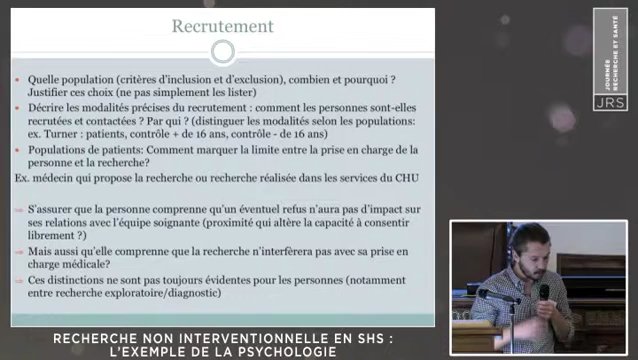 Recrutement
• Quelle population (critères d'inclusion et d'exclusion), combien et pourquoi ?
Justifier ces choix (ne pas simplement les lister)
• Décrire les modalités précises du recrutement : comment les personnes sont-elles
recrutées et contactées ? Par qui ? (distinguer les modalités selon les populations:
ex. Turner : patients, contrôle + de 16 ans, contrôle - de 16 ans)
• Populations de patients: Comment marquer la limite entre la prise en charge de la
personne et la recherche?
Ex. médecin qui propose la recherche ou recherche réalisée dans les services du CHU
→ S'assurer que la personne comprenne qu'un éventuel refus n'aura pas d'impact sur
ses relations avec l'équipe soignante (proximité qui altère la capacité à consentir
librement ?)
→ Mais aussi qu'elle comprenne que la recherche n'interfèrera pas avec sa prise en
charge médicale?
→ Ces distinctions ne sont pas toujours évidentes pour les personnes (notamment
entre recherche exploratoire/diagnostic)
JOURNÉE
RECHERCHE ET SANTÉ
JRS
RECHERCHE NON INTERVENTIONNELLE EN SHS :
L'EXEMPLE DE LA PSYCHOLOGIE